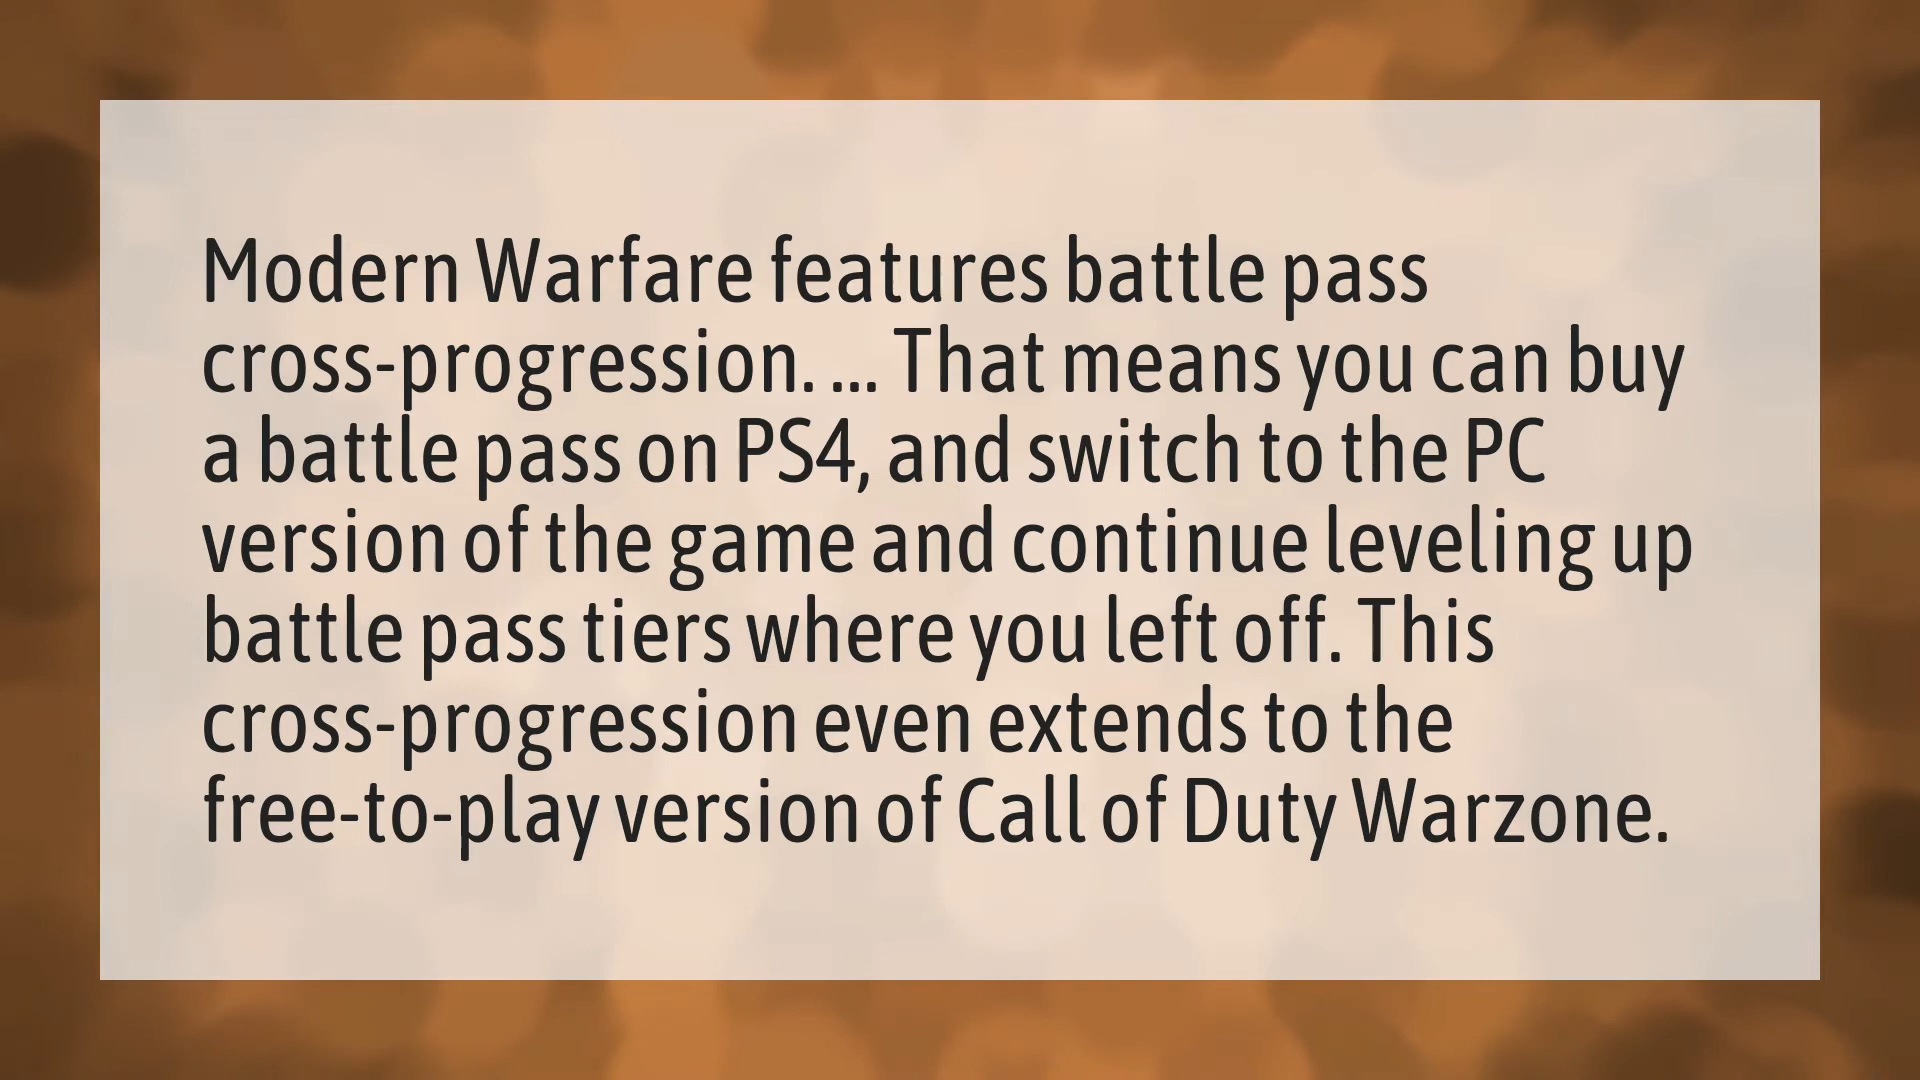 Modern Warfare features battle pass
cross-progression. ... That means you can buy
a battle pass on PS4, and switch to the PC
version of the game and continue leveling up
battle pass tiers where you left off. This
cross-progression even extends to the
free-to-play version of Call of Duty Warzone.